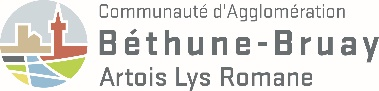 Communauté d'Agglomération
Béthune-Bruay
Artois Lys Romane